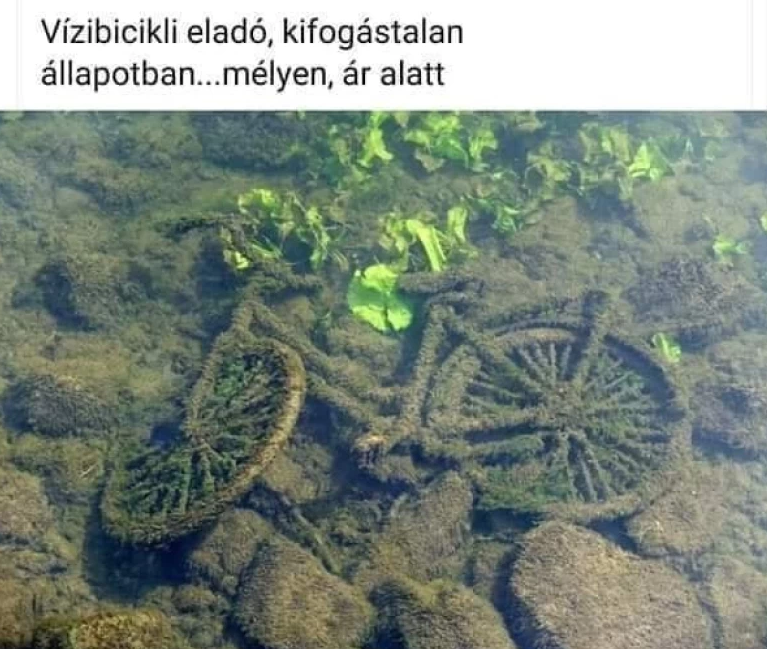 Vízibicikli eladó, kifogástalan
állapotban...mélyen, ár alatt